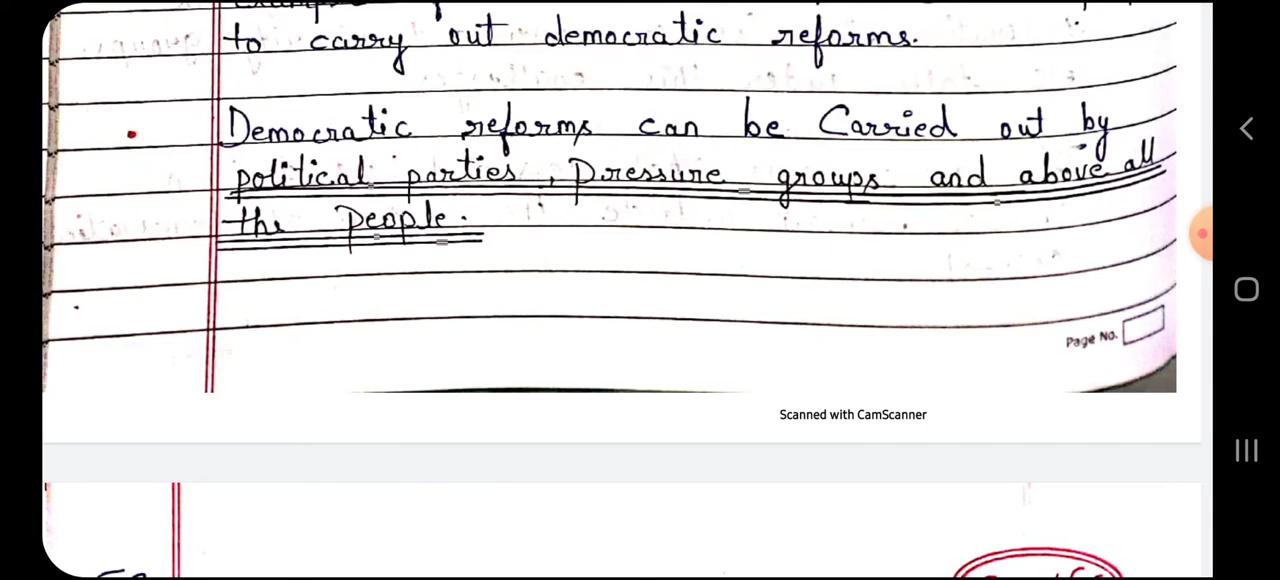 to carry out democratic reforms.
Democratic reforms can be Carried out by
political parties, Pressure groups and above all
the people.
Page No.
Scanned with CamScanner